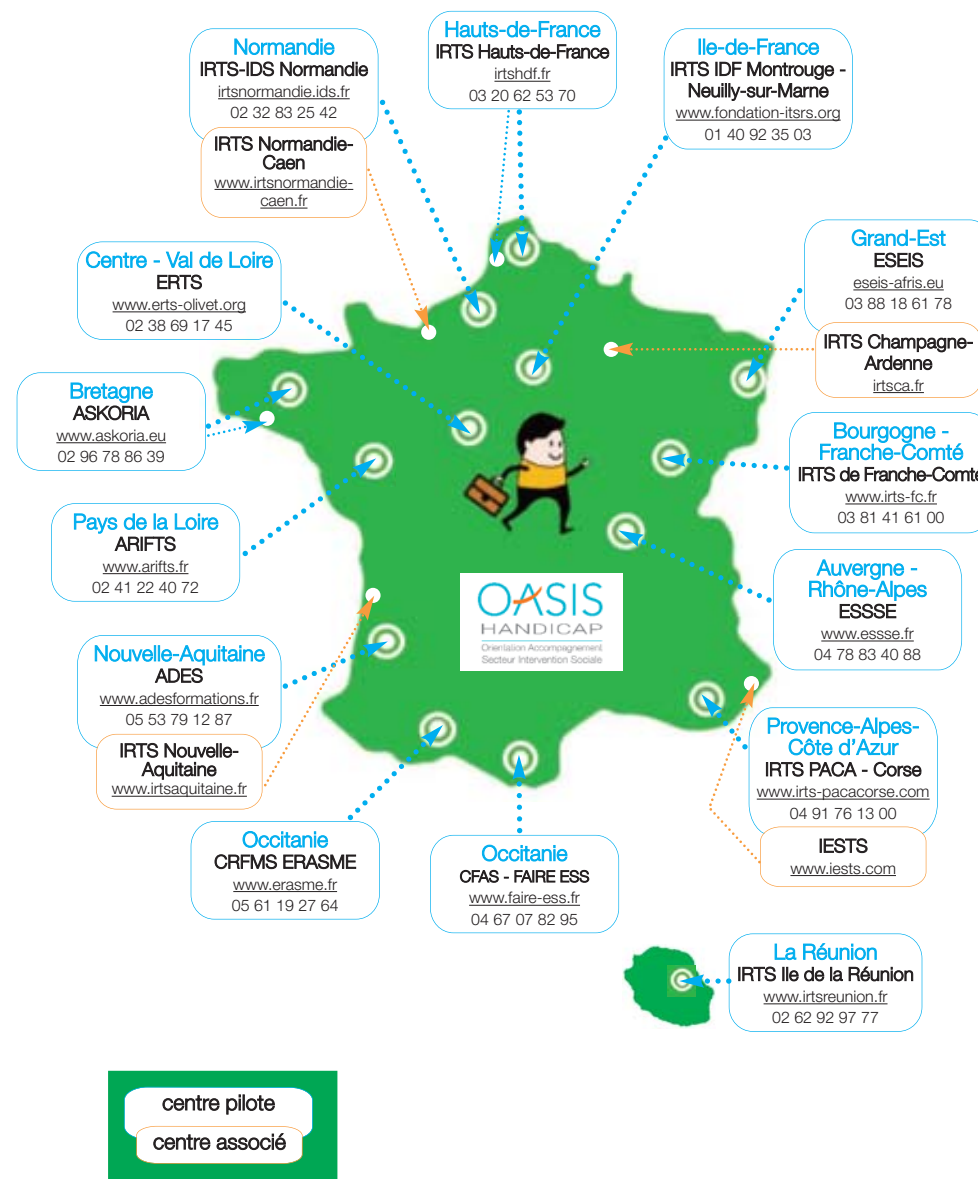 Normandie
IRTS-IDS Normandie
irtsnormandie.ids.fr
02 32 83 25 42
IRTS Normandie-
Caen
www.irtsnormandie-
caen.fr
Hauts-de-France
IRTS Hauts-de-France
irtshdf.fr
03 20 62 53 70
Ile-de-France
IRTS IDF Montrouge -
Neuilly-sur-Marne
www.fondation-itsrs.org
01 40 92 35 03
Centre - Val de Loire
ERTS
www.erts-olivet.org
02 38 69 17 45
Grand-Est
ESEIS
eseis-afris.eu
03 88 18 61 78
IRTS Champagne-
Ardenne
irtsca.fr
Bretagne
ASKORIA
www.askoria.eu
02 96 78 86 39
Bourgogne -
Franche-Comté
IRTS de Franche-Comté
www.irts-fc.fr
03 81 41 61 00
Pays de la Loire
ARIFTS
www.arifts.fr
02 41 22 40 72
Auvergne -
Rhône-Alpes
ESSSE
www.essse.fr
04 78 83 40 88
OASIS
HANDICAP
Orientation Accompagnement
Secteur Intervention Sociale
Nouvelle-Aquitaine
ADES
www.adesformations.fr
05 53 79 12 87
IRTS Nouvelle-
Aquitaine
www.irtsaquitaine.fr
Provence-Alpes-
Côte d'Azur
IRTS PACA - Corse
www.irts-pacacorse.com
04 91 76 13 00
IESTS
www.iests.com
Occitanie
CRFMS ERASME
www.erasme.fr
05 61 19 27 64
Occitanie
CFAS - FAIRE ESS
www.faire-ess.fr
04 67 07 82 95
La Réunion
IRTS Ile de la Réunion
www.irtsreunion.fr
02 62 92 97 77
centre pilote
centre associé